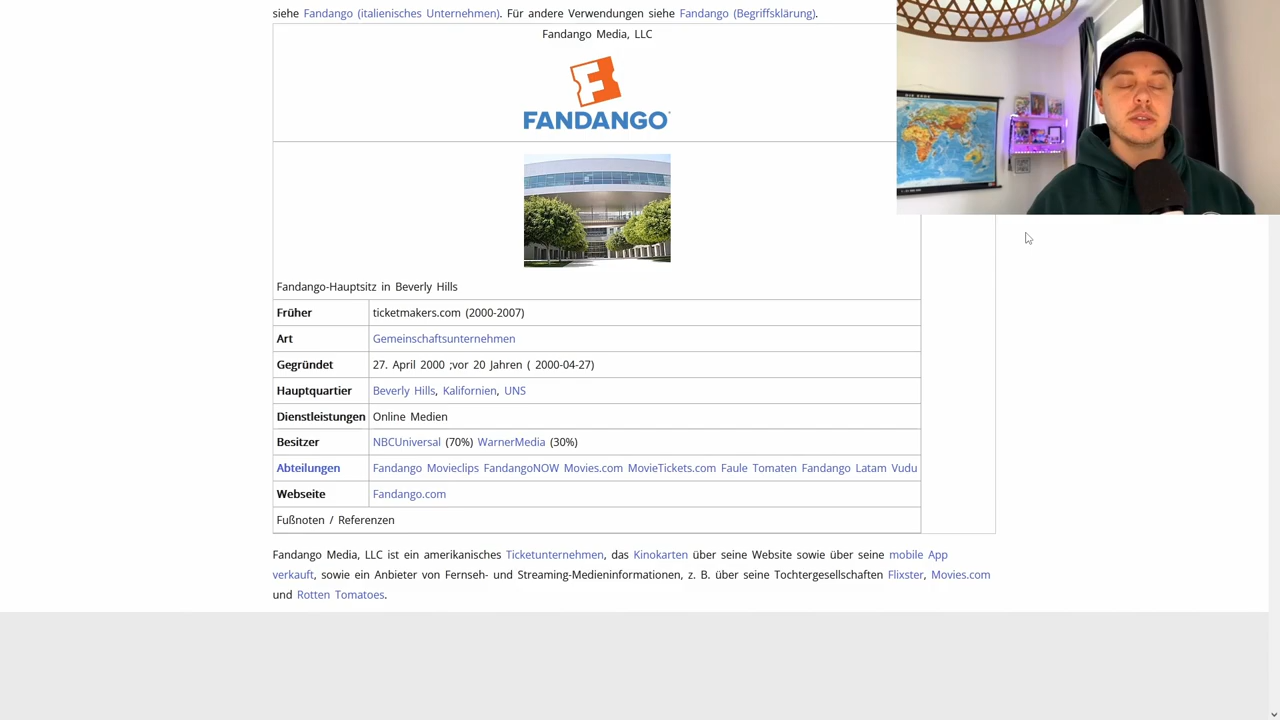 siehe Fandango (italienisches Unternehmen). Für andere Verwendungen siehe Fandango (Begriffsklärung).
Fandango Media, LLC
F
FANDANGO
Fandango-Hauptsitz in Beverly Hills
Früher ticketmakers.com (2000-2007)
Art Gemeinschaftsunternehmen
Gegründet 27. April 2000 ;vor 20 Jahren ( 2000-04-27)
Hauptquartier Beverly Hills, Kalifornien, UNS
Dienstleistungen Online Medien
Besitzer NBCUniversal (70%) WarnerMedia (30%)
Abteilungen Fandango Movieclips FandangoNOW Movies.com MovieTickets.com Faule Tomaten Fandango Latam Vudu
Webseite Fandango.com
Fußnoten / Referenzen
Fandango Media, LLC ist ein amerikanisches Ticketunternehmen, das Kinokarten über seine Website sowie über seine mobile App
verkauft, sowie ein Anbieter von Fernseh- und Streaming-Medieninformationen, z. B. über seine Tochtergesellschaften Flixster, Movies.com
und Rotten Tomatoes.